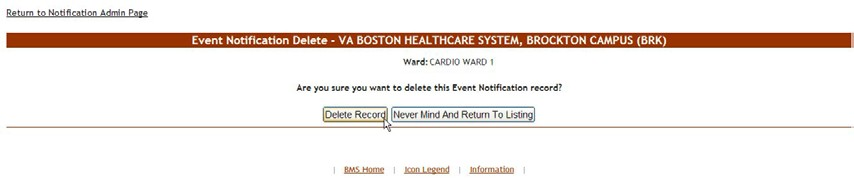 Return to Notification Admin Page
Event Notification Delete - VA BOSTON HEALTHCARE SYSTEM, BROCKTON CAMPUS (BRK)
Ward: CARDIO WARD 1
Are you sure you want to delete this Event Notification record?
Delete Record Never Mind And Return To Listing
| BMS Home | Icon Legend | Information |